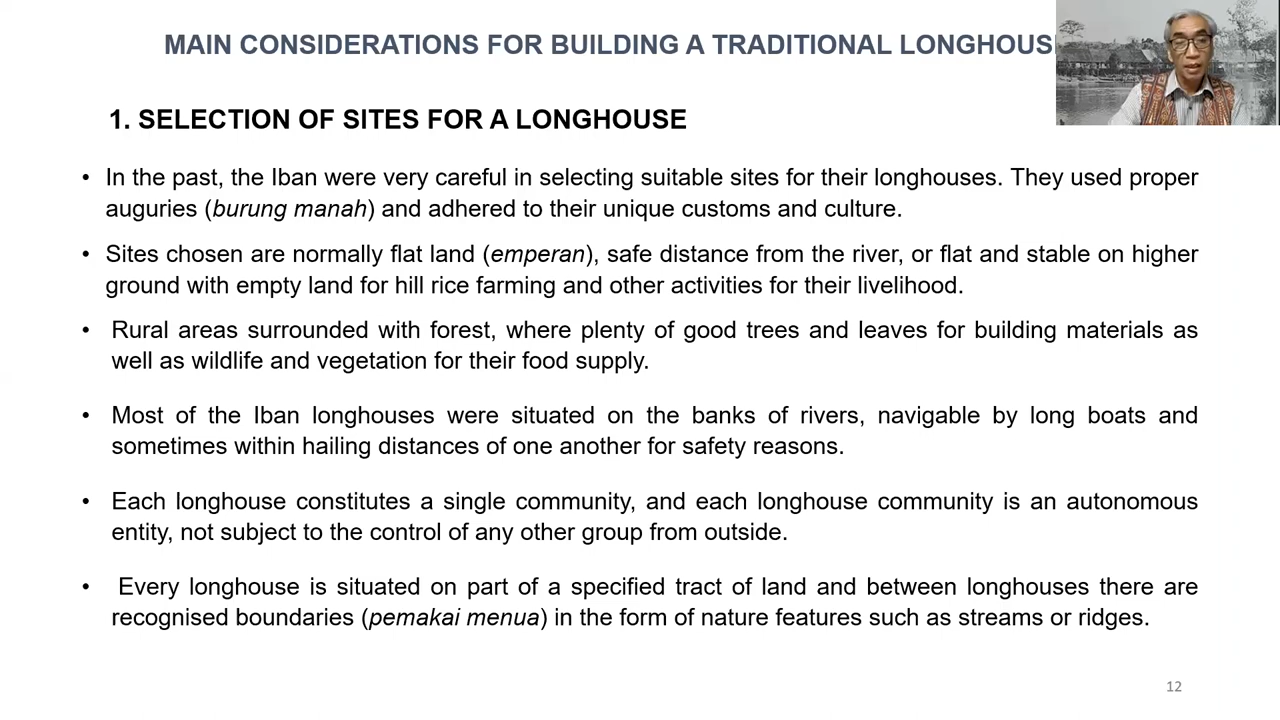 MAIN CONSIDERATIONS FOR BUILDING A TRADITIONAL LONGHOUS
1. SELECTION OF SITES FOR A LONGHOUSE
• In the past, the Iban were very careful in selecting suitable sites for their longhouses. They used proper
auguries (burung manah) and adhered to their unique customs and culture.
• Sites chosen are normally flat land (emperan), safe distance from the river, or flat and stable on higher
ground with empty land for hill rice farming and other activities for their livelihood.
• Rural areas surrounded with forest, where plenty of good trees and leaves for building materials as
well as wildlife and vegetation for their food supply.
• Most of the Iban longhouses were situated on the banks of rivers, navigable by long boats and
sometimes within hailing distances of one another for safety reasons.
• Each longhouse constitutes a single community, and each longhouse community is an autonomous
entity, not subject to the control of any other group from outside.
• Every longhouse is situated on part of a specified tract of land and between longhouses there are
recognised boundaries (pemakai menua) in the form of nature features such as streams or ridges.
12